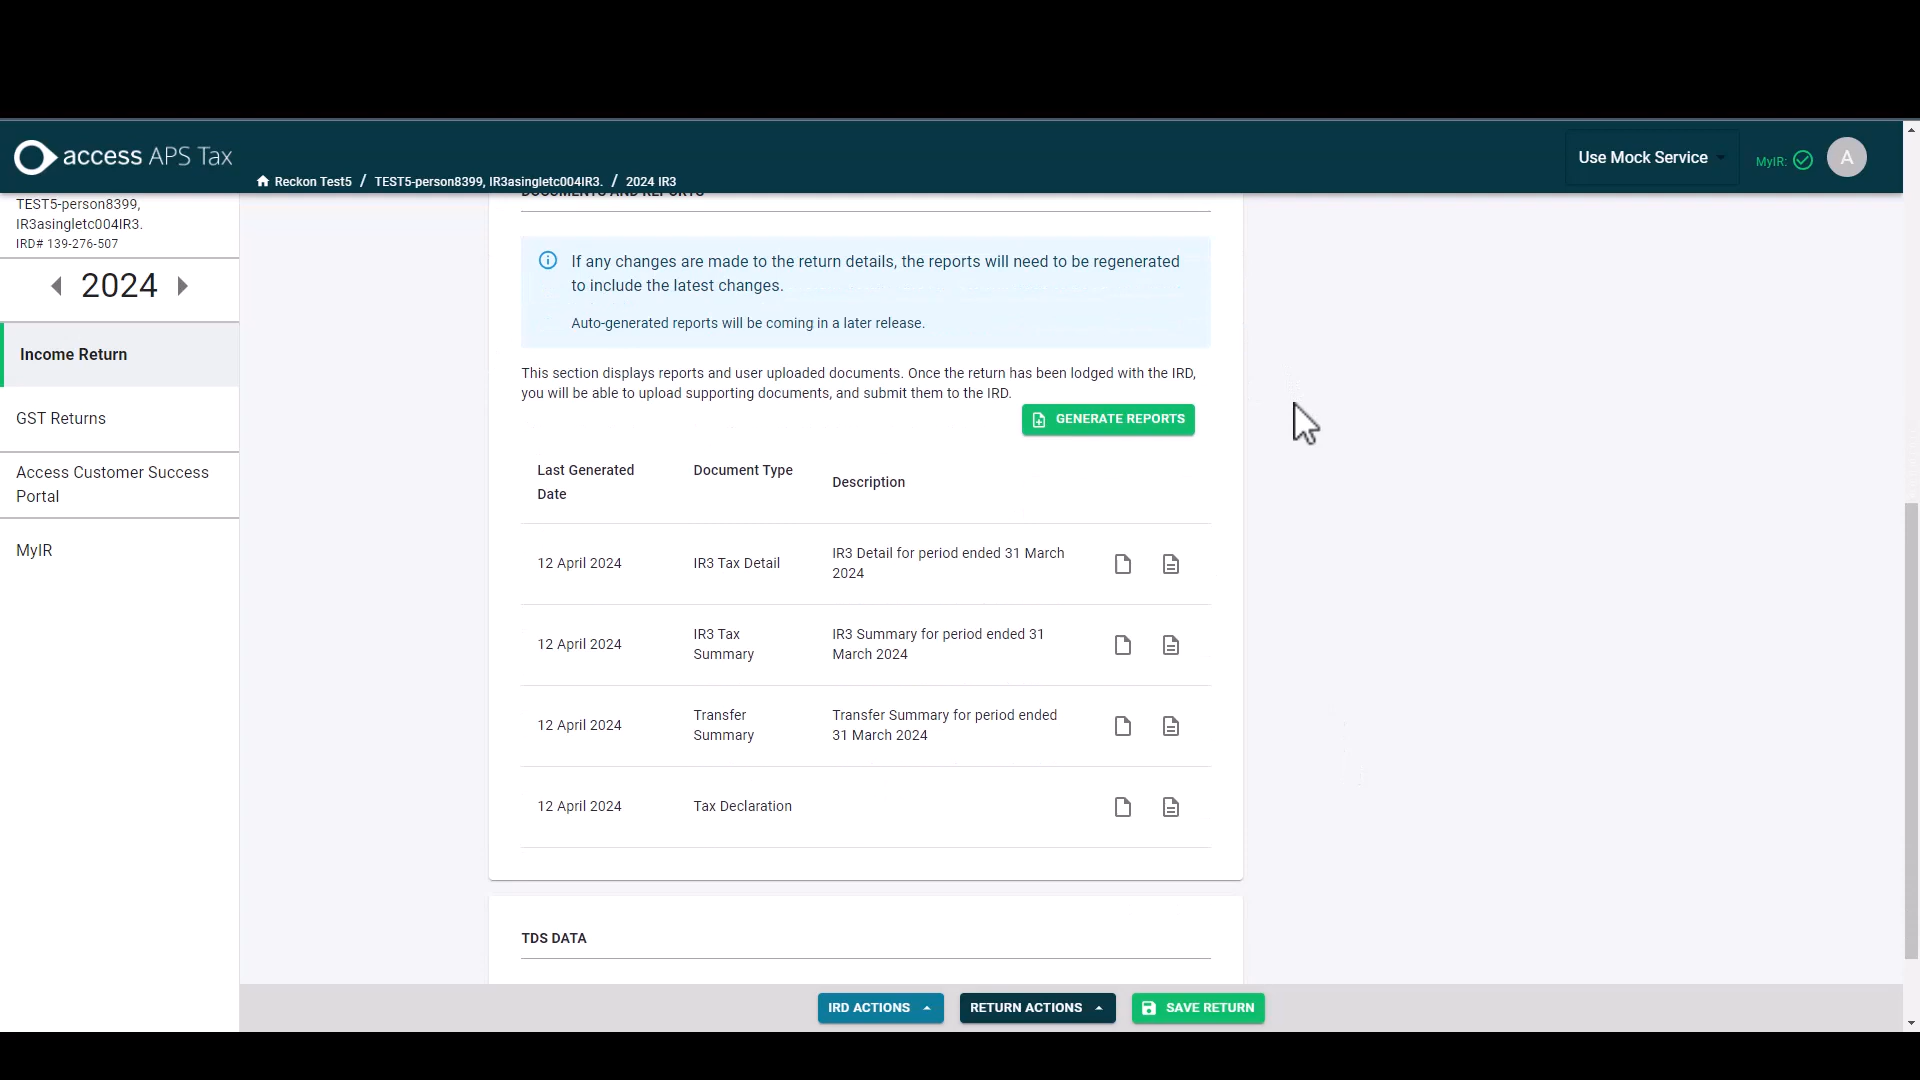 access APS Tax
Reckon Test5 / TEST5-person8399, IR3asingletc004IR3. / 2024 IR3
Use Mock Service
MyIR:
A
TEST5-person8399,
IR3asingletc004IR3.
IRD# 139-276-507
2024
Income Return
GST Returns
Access Customer Success
Portal
MyIR
DOCUMENTS AND REPORTS
If any changes are made to the return details, the reports will need to be regenerated
to include the latest changes.
Auto-generated reports will be coming in a later release.
This section displays reports and user uploaded documents. Once the return has been lodged with the IRD,
you will be able to upload supporting documents, and submit them to the IRD.
GENERATE REPORTS
Last Generated
Date
Document Type
Description
12 April 2024
IR3 Tax Detail
IR3 Detail for period ended 31 March
2024
12 April 2024
IR3 Tax
Summary
IR3 Summary for period ended 31
March 2024
12 April 2024
Transfer
Summary
Transfer Summary for period ended
31 March 2024
12 April 2024
Tax Declaration
TDS DATA
IRD ACTIONS
RETURN ACTIONS
SAVE RETURN